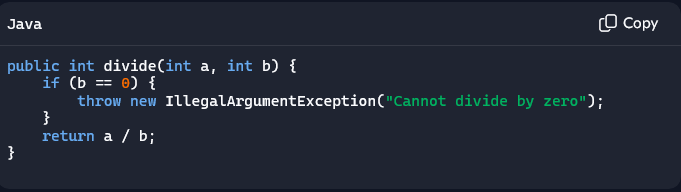 Java
Copy
public int divide(int a, int b) {
    if (b == 0) {
        throw new IllegalArgumentException("Cannot divide by zero");
    }
    return a / b;
}